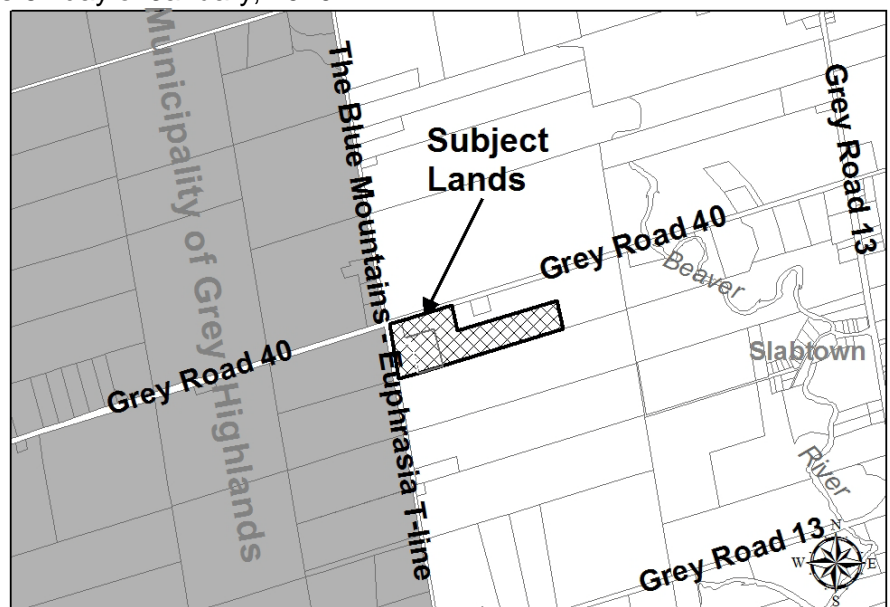 Municipality of Grey Highlands
The Blue Mountains - Euphrasia T-line
Subject
Lands
Grey Road 13
Grey Road 40
Beaver
Slabtown
Grey Road 40
River
Grey Road 13
N
W
E
S